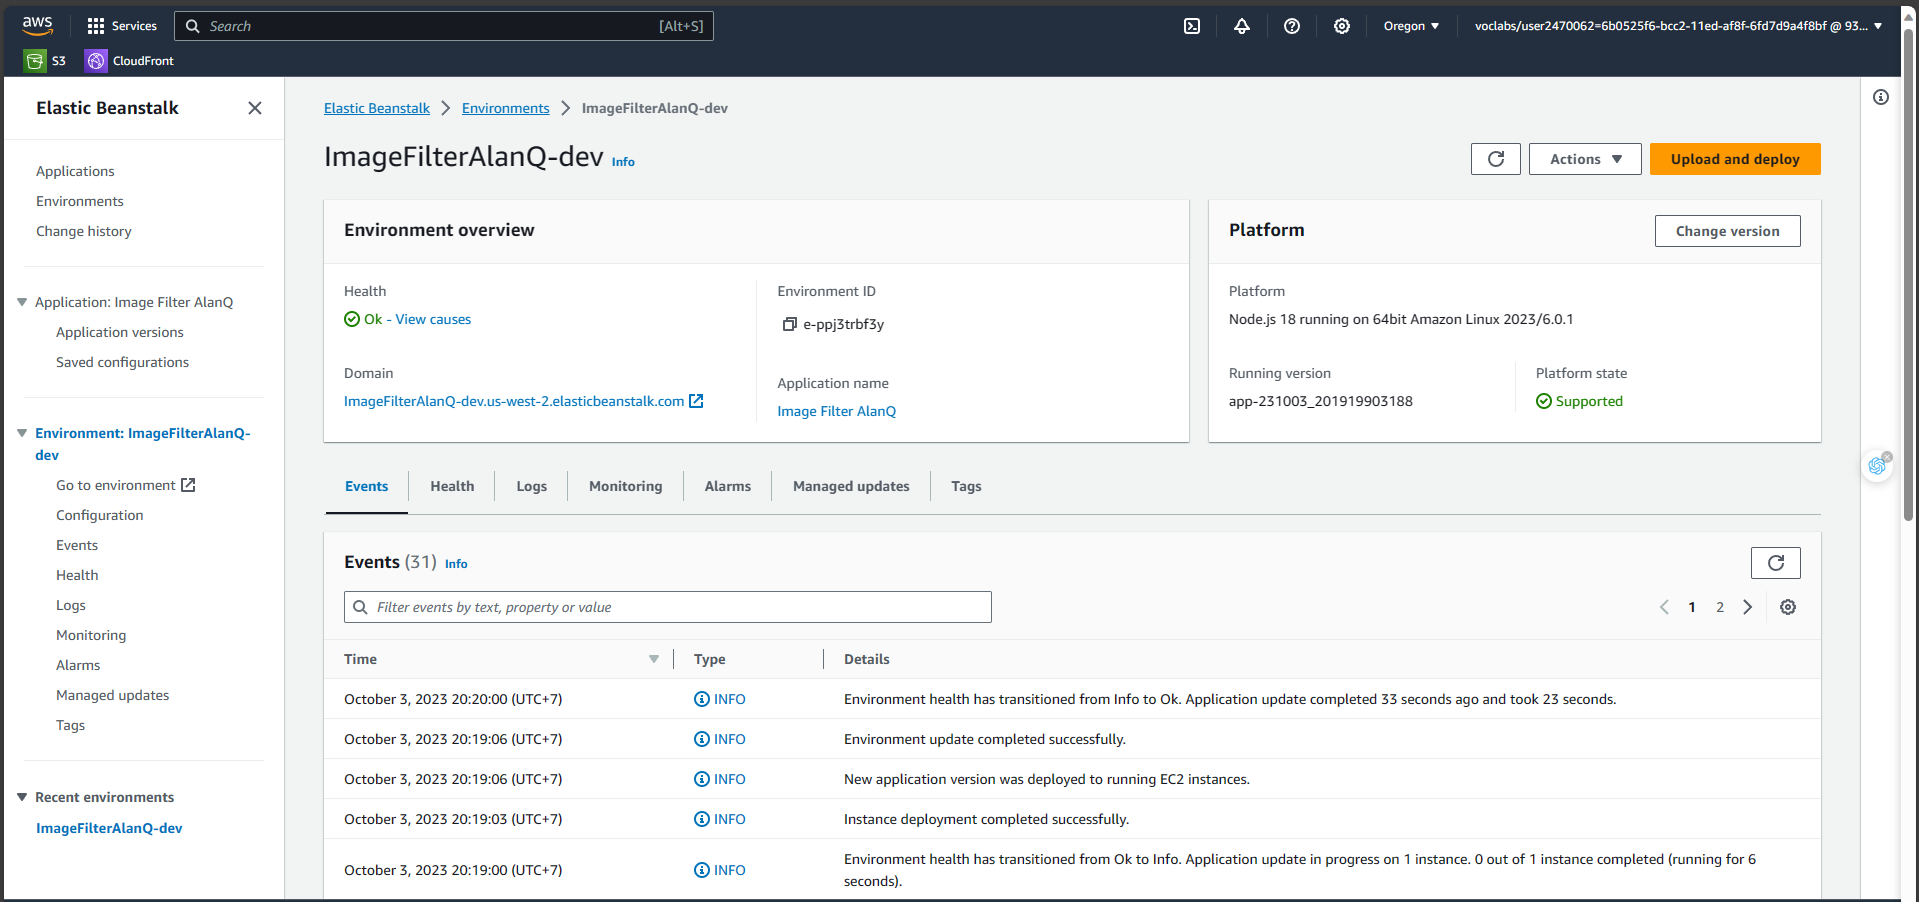 aws
Services
Search
[Alt+S]
Oregon
voclabs/user2470062=6b0525f6-bcc2-11ed-af8f-6fd7d9a4f8bf @ 93...
S3
CloudFront
Elastic Beanstalk
Applications
Environments
Change history
Application: Image Filter AlanQ
Application versions
Saved configurations
Environment: ImageFilterAlanQ-
dev
Go to environment
Configuration
Events
Health
Logs
Monitoring
Alarms
Managed updates
Tags
Recent environments
ImageFilterAlanQ-dev
Elastic Beanstalk
Environments
ImageFilterAlanQ-dev
ImageFilterAlanQ-dev Info
Actions
Upload and deploy
Environment overview
Health
Ok - View causes
Domain
ImageFilterAlanQ-dev.us-west-2.elasticbeanstalk.com
Environment ID
e-ppj3trbf3y
Application name
Image Filter AlanQ
Platform
Change version
Platform
Node.js 18 running on 64bit Amazon Linux 2023/6.0.1
Running version
app-231003_201919903188
Platform state
Supported
Events
Health
Logs
Monitoring
Alarms
Managed updates
Tags
Events (31) Info
Filter events by text, property or value
1 2
Time Type Details
October 3, 2023 20:20:00 (UTC+7) INFO Environment health has transitioned from Info to Ok. Application update completed 33 seconds ago and took 23 seconds.
October 3, 2023 20:19:06 (UTC+7) INFO Environment update completed successfully.
October 3, 2023 20:19:06 (UTC+7) INFO New application version was deployed to running EC2 instances.
October 3, 2023 20:19:03 (UTC+7) INFO Instance deployment completed successfully.
October 3, 2023 20:19:00 (UTC+7) INFO Environment health has transitioned from Ok to Info. Application update in progress on 1 instance. 0 out of 1 instance completed (running for 6
seconds).